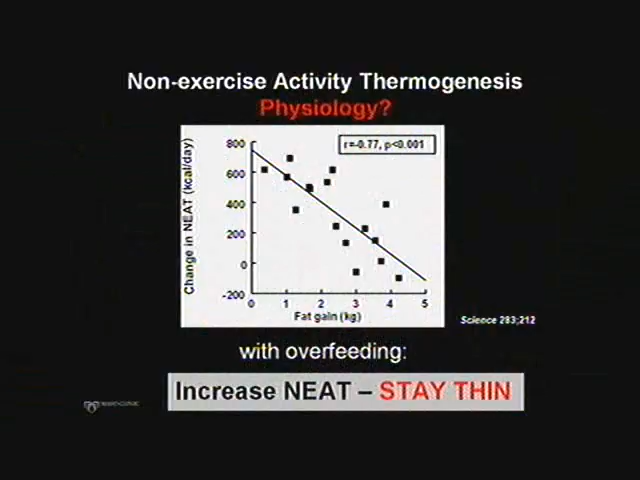 Non-exercise Activity Thermogenesis
Physiology?
r=-0.77, p<0.001
Change in NEAT (kcal/day)
800
600
400
200
0
-200
0 1 2 3 4 5
Fat gain (kg)
Science 283;212
with overfeeding:
Increase NEAT – STAY THIN
MAYO CLINIC